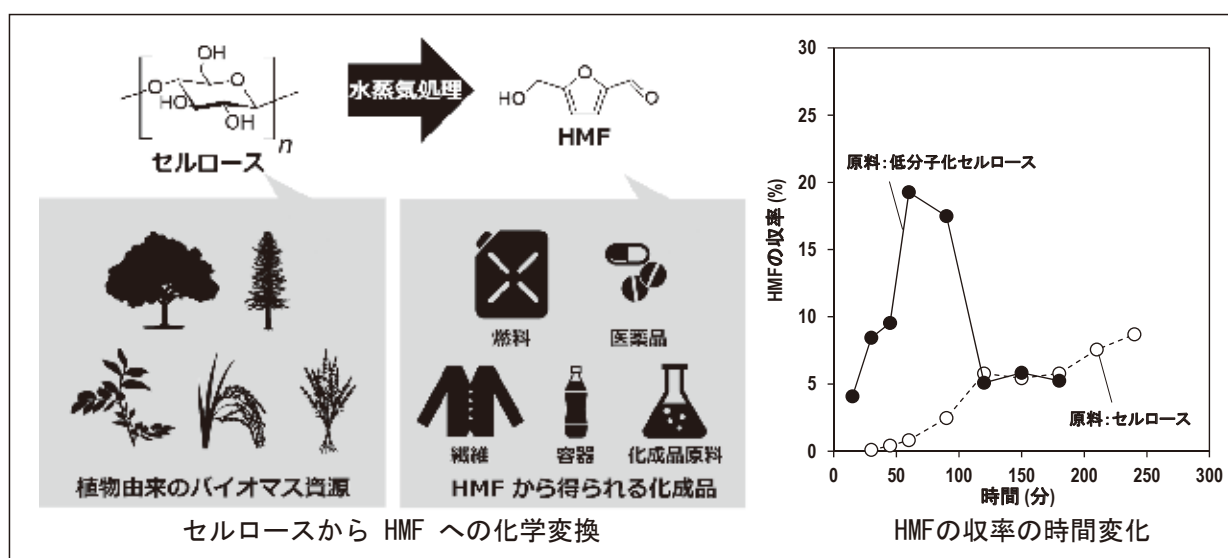 OH
O
O
HO
OH
n
セルロース
水蒸気処理
HO
O
O
HMF
植物由来のバイオマス資源
燃料
医薬品
繊維
容器
化成品原料
HMF から得られる化成品
セルロースから HMF への化学変換
30
25
20
15
10
5
0
HMFの収率 (%)
原料：低分子化セルロース
原料：セルロース
0
50
100
150
200
250
300
時間 (分)
HMFの収率の時間変化